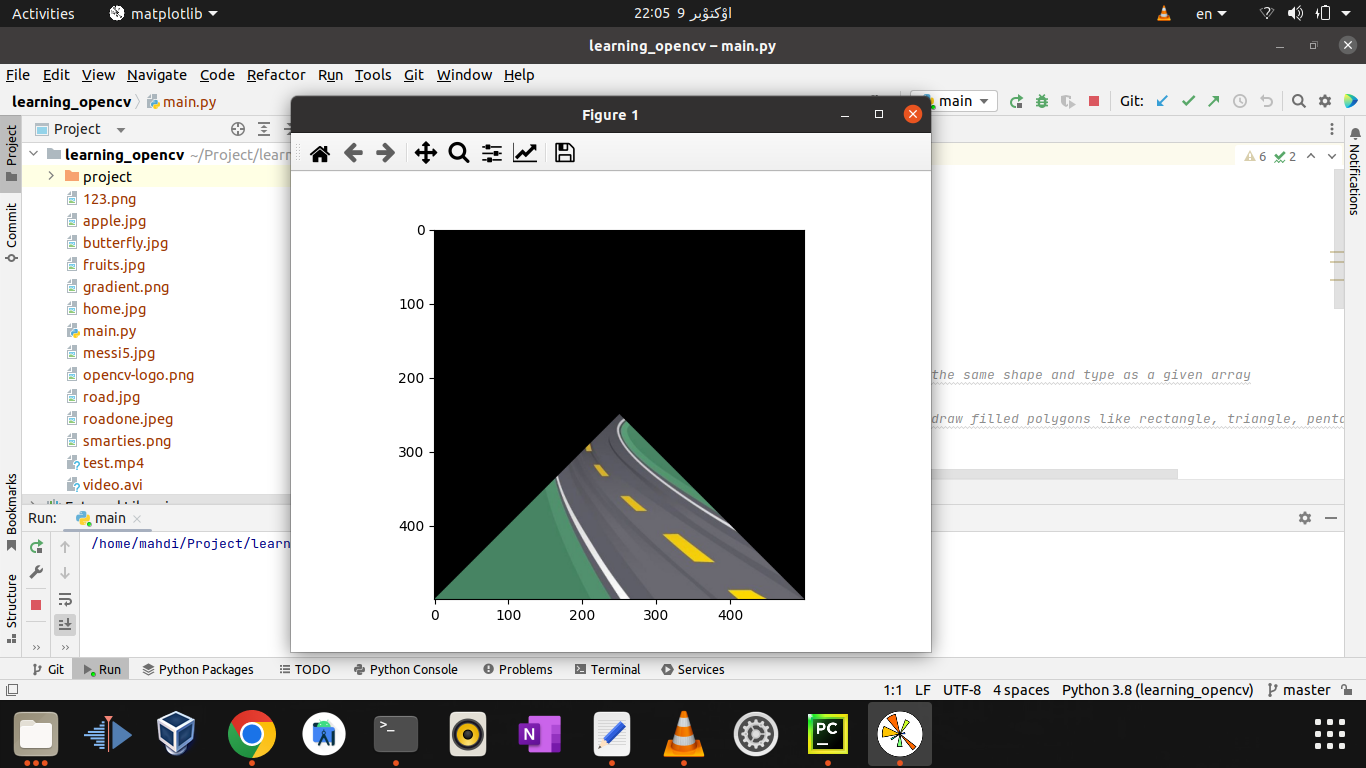 Activities matplotlib 22:05 9 اوْکتوْبر en
learning_opencv – main.py
File Edit View Navigate Code Refactor Run Tools Git Window Help
learning_opencv main.py main Git:
Figure 1
Project
learning_opencv ~/Project/learn
6 2
project
123.png
apple.jpg
butterfly.jpg
fruits.jpg
gradient.png
home.jpg
main.py
messi5.jpg
opencv-logo.png
road.jpg
roadone.jpeg
smarties.png
test.mp4
video.avi
Project
Commit
Bookmarks
Structure
Notifications
the same shape and type as a given array
draw filled polygons like rectangle, triangle, penta
0
100
200
300
400
0 100 200 300 400
Run: main
/home/mahdi/Project/learn
Git Run Python Packages TODO Python Console Problems Terminal Services
1:1 LF UTF-8 4 spaces Python 3.8 (learning_opencv) master
>_ N PC